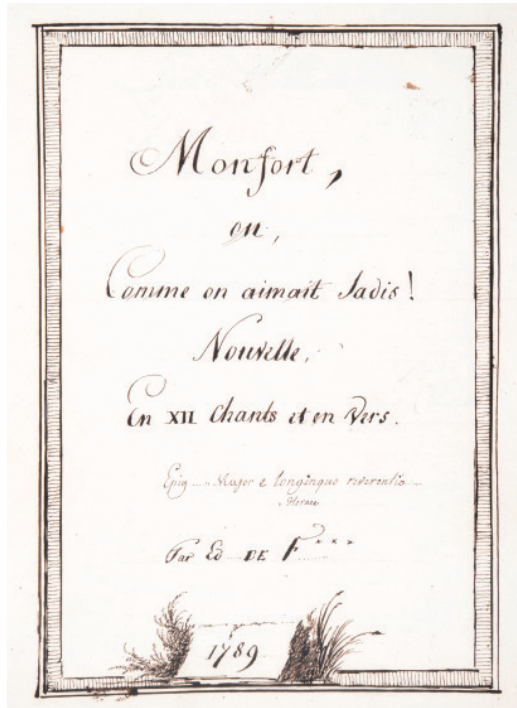 Monfort,
ou,
Comme on aimait Jadis!
Nouvelle,
En XII Chants et en Vers.
Epig ..... Major e longinquo reverentia
Horace
Par Ed DE F***
1789